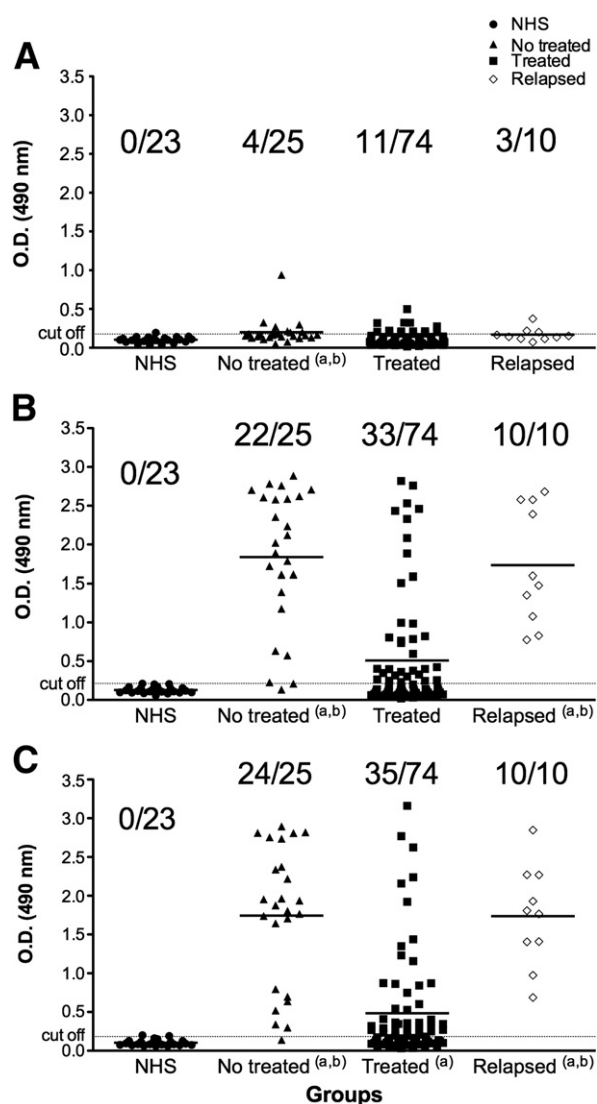 NHS
No treated
Treated
Relapsed
A
3.5
3.0
2.5
2.0
1.5
1.0
0.5
0.0
cut off
O.D. (490 nm)
0/23 4/25 11/74 3/10
NHS No treated (a,b) Treated Relapsed
B
3.5
3.0
2.5
2.0
1.5
1.0
0.5
0.0
cut off
O.D. (490 nm)
0/23 22/25 33/74 10/10
NHS No treated (a,b) Treated Relapsed (a,b)
C
3.5
3.0
2.5
2.0
1.5
1.0
0.5
0.0
cut off
O.D. (490 nm)
0/23 24/25 35/74 10/10
NHS No treated (a,b) Treated (a) Relapsed (a,b)
Groups